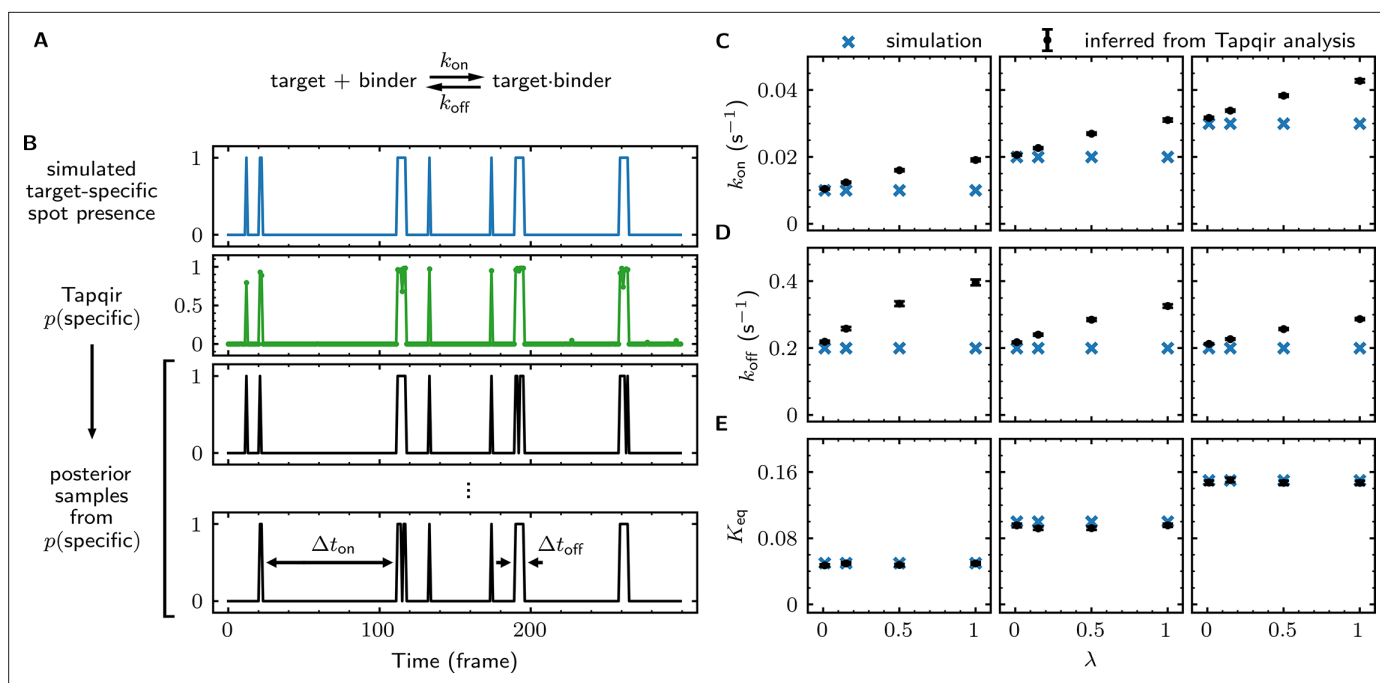 A
k_on
target + binder ⇌ target·binder
k_off
B
simulated
target-specific
spot presence
1
0
Tapqir
p(specific)
1
0.5
0
1
0
posterior
samples
from
p(specific)
⋮
1
0
Δt_on
Δt_off
0 100 200
Time (frame)
C
simulation
inferred from Tapqir analysis
k_on (s⁻¹)
0.04
0.02
0
D
k_off (s⁻¹)
0.4
0.2
0
E
K_eq
0.16
0.08
0
0 0.5 1 0 0.5 1 0 0.5 1
λ